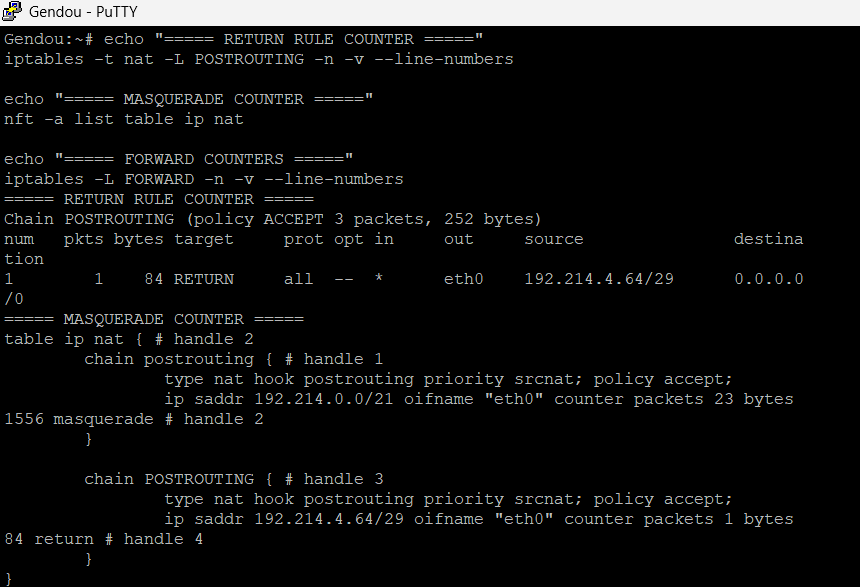 Gendou - PuTTY
Gendou:~# echo "===== RETURN RULE COUNTER ====="
iptables -t nat -L POSTROUTING -n -v --line-numbers

echo "===== MASQUERADE COUNTER ====="
nft -a list table ip nat

echo "===== FORWARD COUNTERS ====="
iptables -L FORWARD -n -v --line-numbers
===== RETURN RULE COUNTER =====
Chain POSTROUTING (policy ACCEPT 3 packets, 252 bytes)
num   pkts bytes target     prot opt in     out     source               destina
tion
1        1    84 RETURN     all  --  *      eth0    192.214.4.64/29      0.0.0.0
/0
===== MASQUERADE COUNTER =====
table ip nat { # handle 2
        chain postrouting { # handle 1
                type nat hook postrouting priority srcnat; policy accept;
                ip saddr 192.214.0.0/21 oifname "eth0" counter packets 23 bytes
1556 masquerade # handle 2
        }

        chain POSTROUTING { # handle 3
                type nat hook postrouting priority srcnat; policy accept;
                ip saddr 192.214.4.64/29 oifname "eth0" counter packets 1 bytes
84 return # handle 4
        }
}